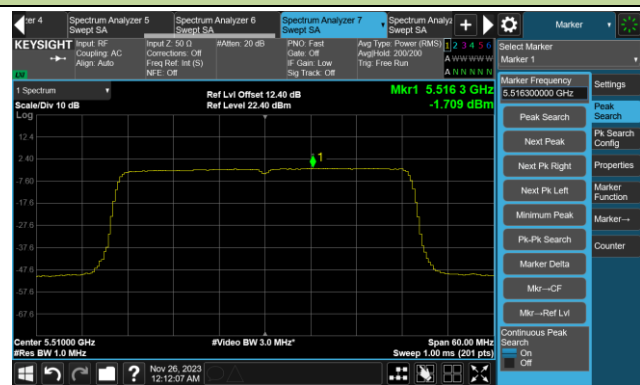 er 4
Spectrum Analyzer 5
Swept SA
Spectrum Analyzer 6
Swept SA
Spectrum Analyzer 7
Swept SA
Spectrum Analy
Swept SA
+
Marker
KEYSIGHT
Input: RF
Coupling: AC
Align: Auto
Input Z: 50 Ω
Corrections: Off
Freq Ref: Int (S)
NFE: Off
#Atten: 20 dB
PNO: Fast
Gate: Off
IF Gain: Low
Sig Track: Off
Avg Type: Power (RMS)
Avg|Hold: 200/200
Trig: Free Run
1 2 3 4 5 6
A W W W W W
A N N N N N
LXI
Select Marker
Marker 1
1 Spectrum
Scale/Div 10 dB
Log
Ref Lvl Offset 12.40 dB
Ref Level 22.40 dBm
Mkr1 5.516 3 GHz
-1.709 dBm
12.4
2.40
-7.60
-17.6
-27.6
-37.6
-47.6
-57.6
-67.6
1
Center 5.51000 GHz
#Res BW 1.0 MHz
#Video BW 3.0 MHz*
Span 60.00 MHz
Sweep 1.00 ms (201 pts)
Marker Frequency
5.516300000 GHz
Peak Search
Next Peak
Next Pk Right
Next Pk Left
Minimum Peak
Pk-Pk Search
Marker Delta
Mkr→CF
Mkr→Ref Lvl
Continuous Peak
Search
On
Off
Settings
Peak
Search
Pk Search
Config
Properties
Marker
Function
Marker→
Counter
?
Nov 26, 2023
12:12:07 AM